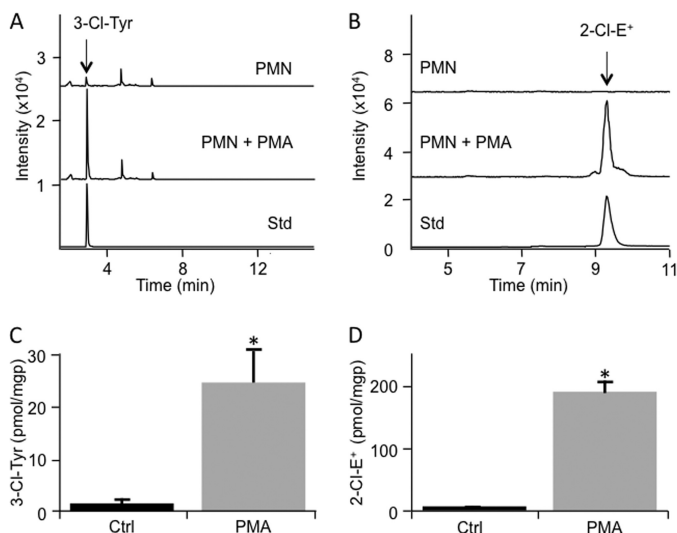 A
3-Cl-Tyr
Intensity (x10⁴)
3
2
1
PMN
PMN + PMA
Std
4
8
12
Time (min)
B
2-Cl-E⁺
Intensity (x10⁴)
8
6
4
2
0
PMN
PMN + PMA
Std
5
7
9
11
Time (min)
C
3-Cl-Tyr (pmol/mgp)
30
20
10
0
*
Ctrl
PMA
D
2-Cl-E⁺ (pmol/mgp)
200
100
0
*
Ctrl
PMA